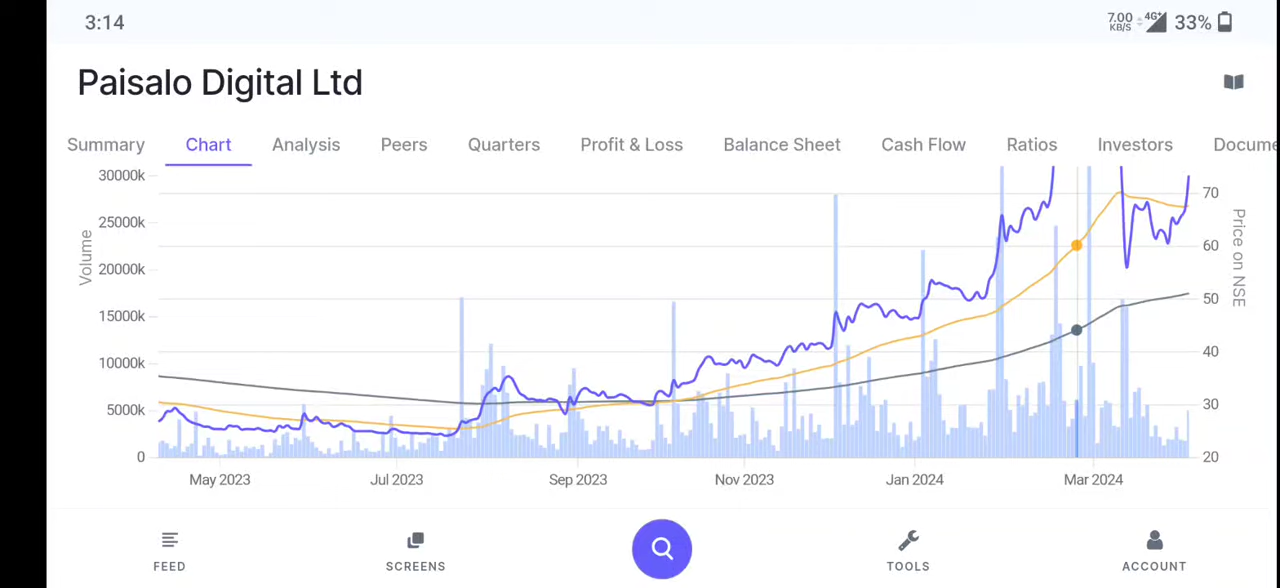 3:14
7.00 KB/S 4G+ 33%
Paisalo Digital Ltd
Summary Chart Analysis Peers Quarters Profit & Loss Balance Sheet Cash Flow Ratios Investors Docume
Volume
30000k
25000k
20000k
15000k
10000k
5000k
0
70
60
50
40
30
20
Price on NSE
May 2023 Jul 2023 Sep 2023 Nov 2023 Jan 2024 Mar 2024
FEED SCREENS TOOLS ACCOUNT